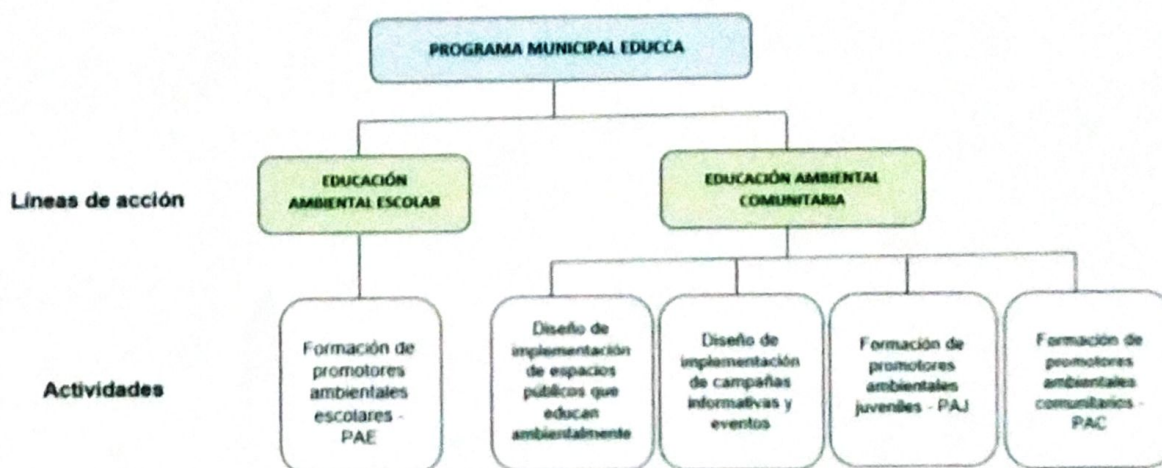 PROGRAMA MUNICIPAL EDUCCA
Líneas de acción
EDUCACIÓN
AMBIENTAL ESCOLAR
EDUCACIÓN AMBIENTAL
COMUNITARIA
Actividades
Formación de
promotores
ambientales
escolares -
PAE
Diseño de
implementación
de espacios
públicos que
educan
ambientalmente
Diseño de
implementación
de campañas
informativas y
eventos
Formación de
promotores
ambientales
juveniles - PAJ
Formación de
promotores
ambientales
comunitarios -
PAC